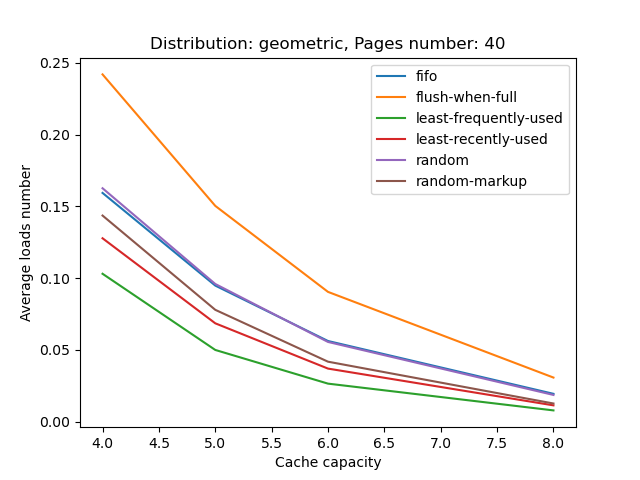 Distribution: geometric, Pages number: 40
Average loads number
0.25
0.20
0.15
0.10
0.05
0.00
fifo
flush-when-full
least-frequently-used
least-recently-used
random
random-markup
4.0 4.5 5.0 5.5 6.0 6.5 7.0 7.5 8.0
Cache capacity